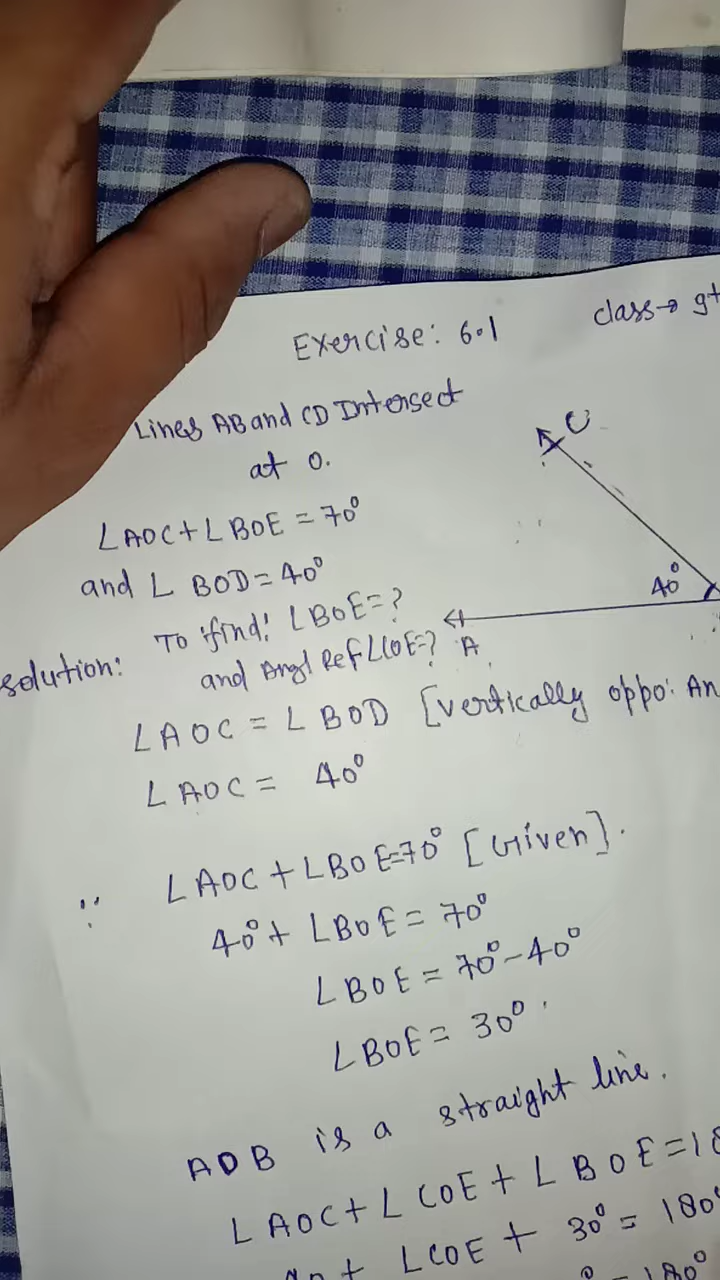 Exercise: 6.1
class→ 9t
Lines AB and CD Intersect
at O.
∠AOC+∠BOE=70°
and ∠ BOD=40°
To find: ∠BOE=?
and Angl Ref∠COE=?
C
40°
A
solution:
∠AOC = ∠BOD [vertically oppo: An
∠AOC = 40°
∵ ∠AOC+∠BOE=70° [Given].
40°+ ∠BOE= 70°
∠BOE = 70°-40°
∠BOE= 30°.
AOB is a straight line.
∠AOC+∠COE+∠BOE=18
∠COE + 30° = 180°
180°